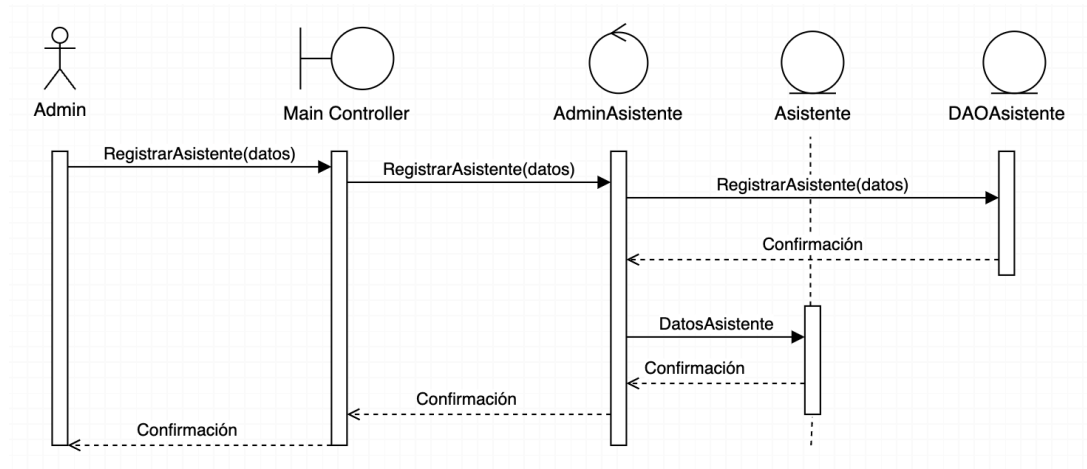 Admin
Main Controller
AdminAsistente
Asistente
DAOAsistente
RegistrarAsistente(datos)
RegistrarAsistente(datos)
RegistrarAsistente(datos)
Confirmación
DatosAsistente
Confirmación
Confirmación
Confirmación